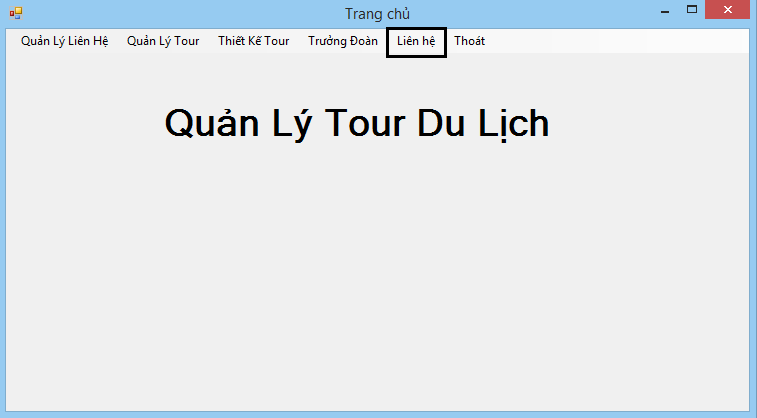 Trang chủ
Quản Lý Liên Hệ Quản Lý Tour Thiết Kế Tour Trưởng Đoàn Liên hệ Thoát
Quản Lý Tour Du Lịch